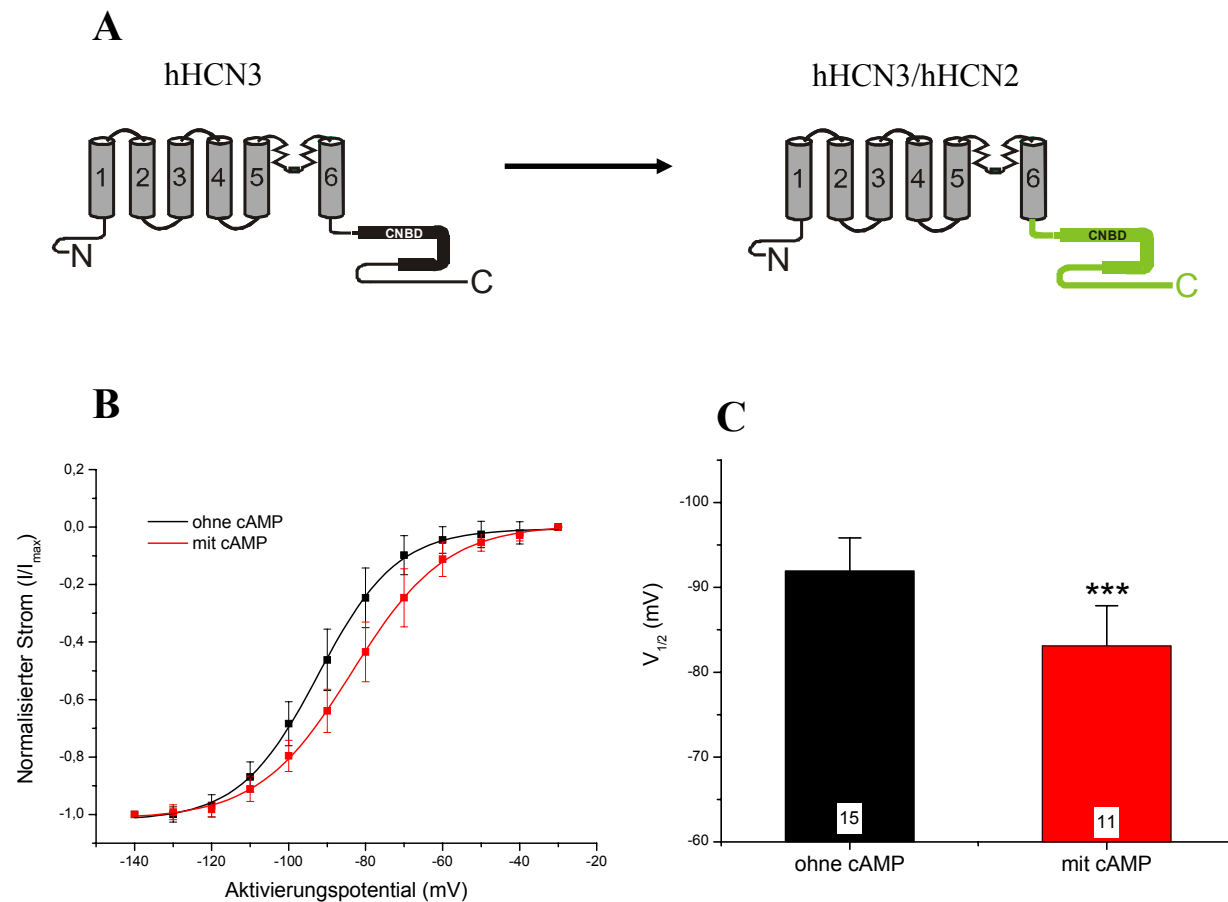 A
hHCN3
hHCN3/hHCN2
1 2 3 4 5 6
CNBD
N
C
1 2 3 4 5 6
CNBD
N
C
B
0,2
0,0
-0,2
-0,4
-0,6
-0,8
-1,0
Normalisierter Strom (I/Imax)
ohne cAMP
mit cAMP
-140 -120 -100 -80 -60 -40 -20
Aktivierungspotential (mV)
C
-100
-90
-80
-70
-60
V1/2 (mV)
***
15
11
ohne cAMP
mit cAMP